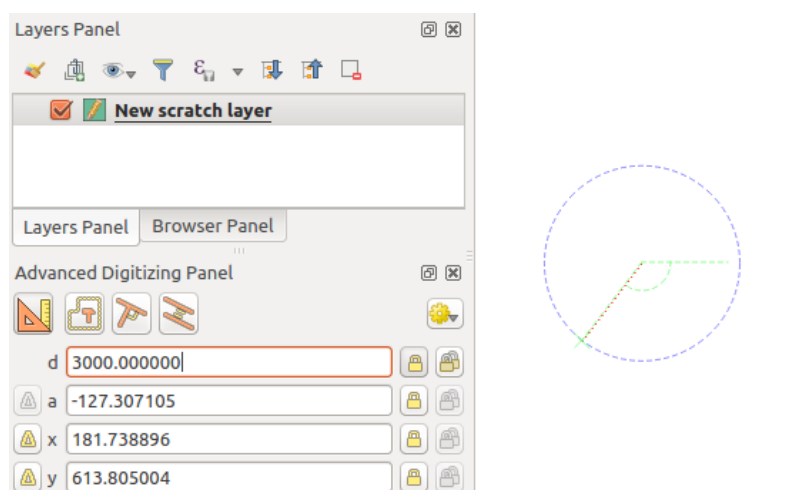 Layers Panel
New scratch layer
Layers Panel Browser Panel
Advanced Digitizing Panel
d 3000.000000
a -127.307105
x 181.738896
y 613.805004